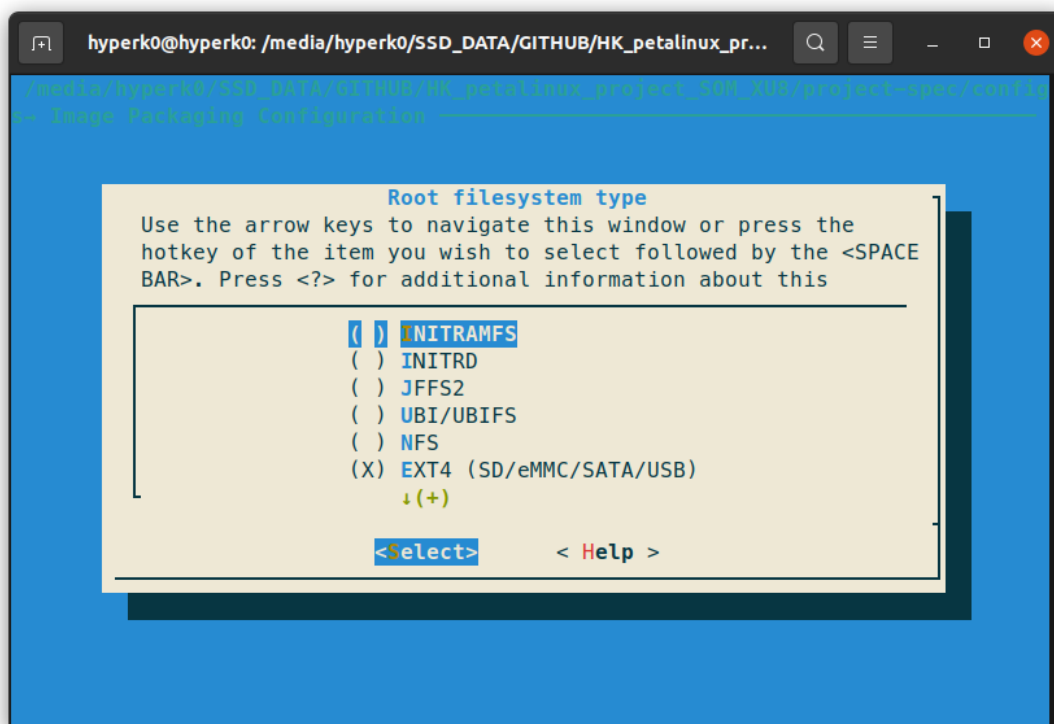 hyperk0@hyperk0: /media/hyperk0/SSD_DATA/GITHUB/HK_petalinux_pr...
/media/hyperk0/SSD_DATA/GITHUB/HK_petalinux_project_SOM_XU8/project-spec/config
s→ Image Packaging Configuration
Root filesystem type
Use the arrow keys to navigate this window or press the
hotkey of the item you wish to select followed by the <SPACE
BAR>. Press <?> for additional information about this
( ) INITRAMFS
( ) INITRD
( ) JFFS2
( ) UBI/UBIFS
( ) NFS
(X) EXT4 (SD/eMMC/SATA/USB)
↓(+)
<Select> < Help >